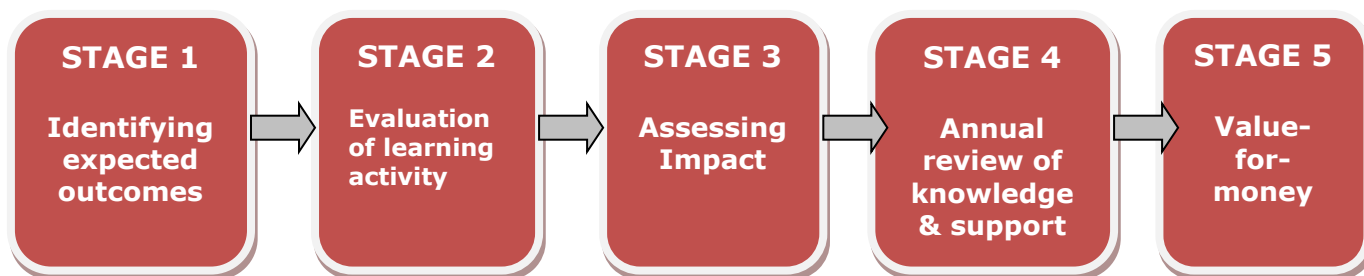 STAGE 1
Identifying
expected
outcomes
STAGE 2
Evaluation
of learning
activity
STAGE 3
Assessing
Impact
STAGE 4
Annual
review of
knowledge
& support
STAGE 5
Value-
for-
money